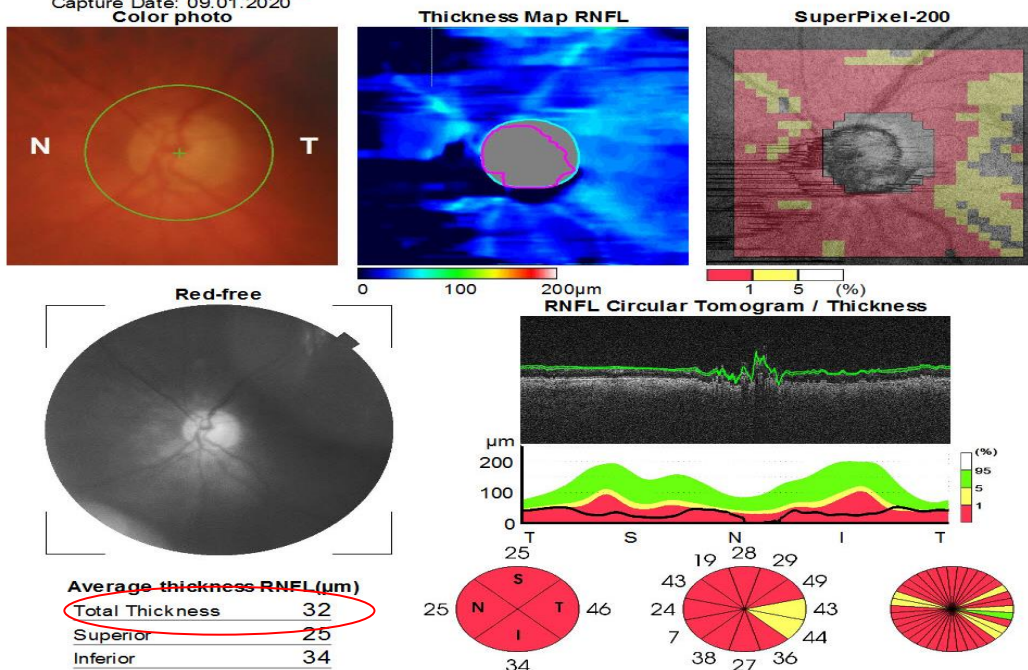 Capture Date: 09.01.2020
Color photo
Thickness Map RNFL
SuperPixel-200
N
T
0 100 200μm
1 5 (%)
Red-free
RNFL Circular Tomogram / Thickness
μm
200
100
0
T S N I T
(%)
95
5
1
Average thickness RNFL(μm)
Total Thickness 32
Superior 25
Inferior 34
25
S
25 N T 46
I
34
28
19 29
43 49
24 43
7 44
38 36
27